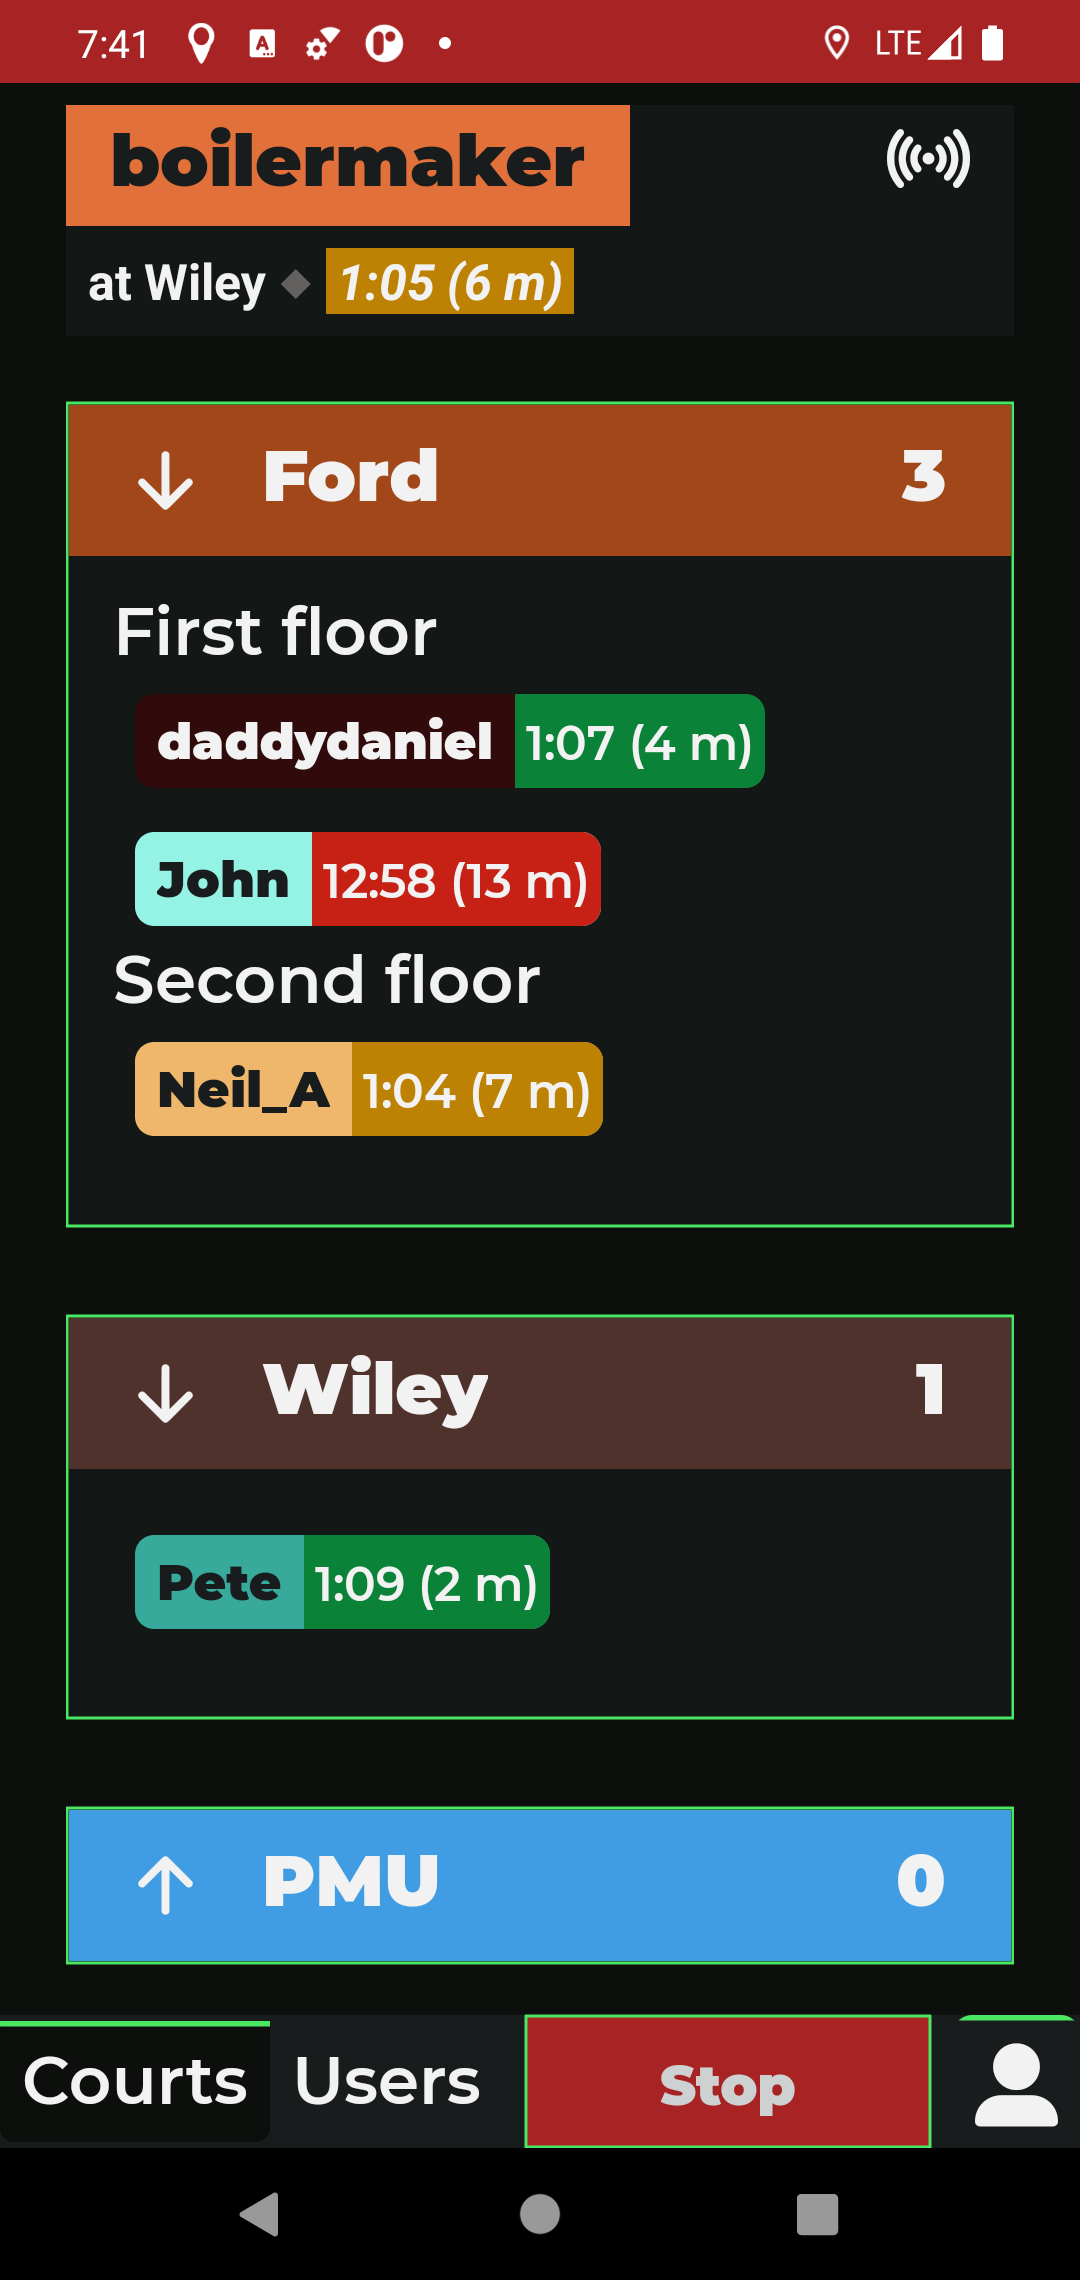 7:41 LTE
boilermaker
at Wiley ◆ 1:05 (6 m)
Ford 3
First floor
daddydaniel 1:07 (4 m)
John 12:58 (13 m)
Second floor
Neil_A 1:04 (7 m)
Wiley 1
Pete 1:09 (2 m)
PMU 0
Courts Users Stop